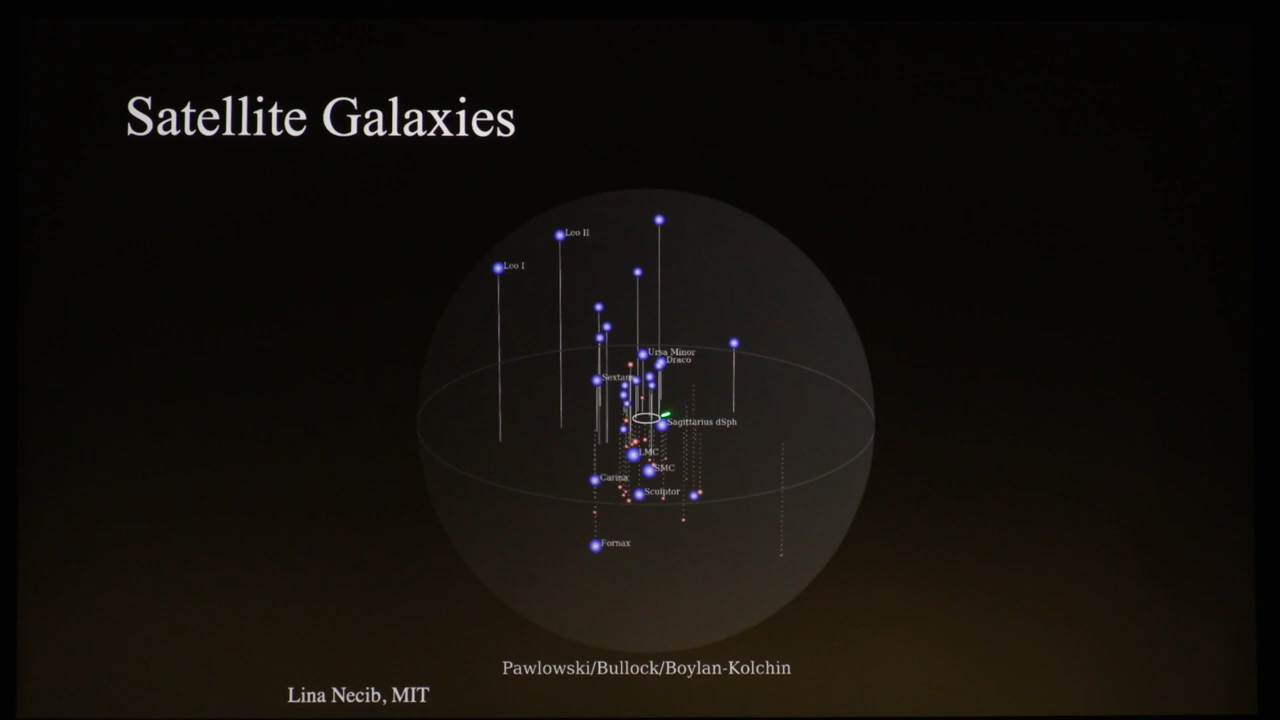 Satellite Galaxies
Leo II
Leo I
Ursa Minor
Draco
Sextans
Sagittarius dSph
LMC
SMC
Carina
Sculptor
Fornax
Pawlowski/Bullock/Boylan-Kolchin
Lina Necib, MIT